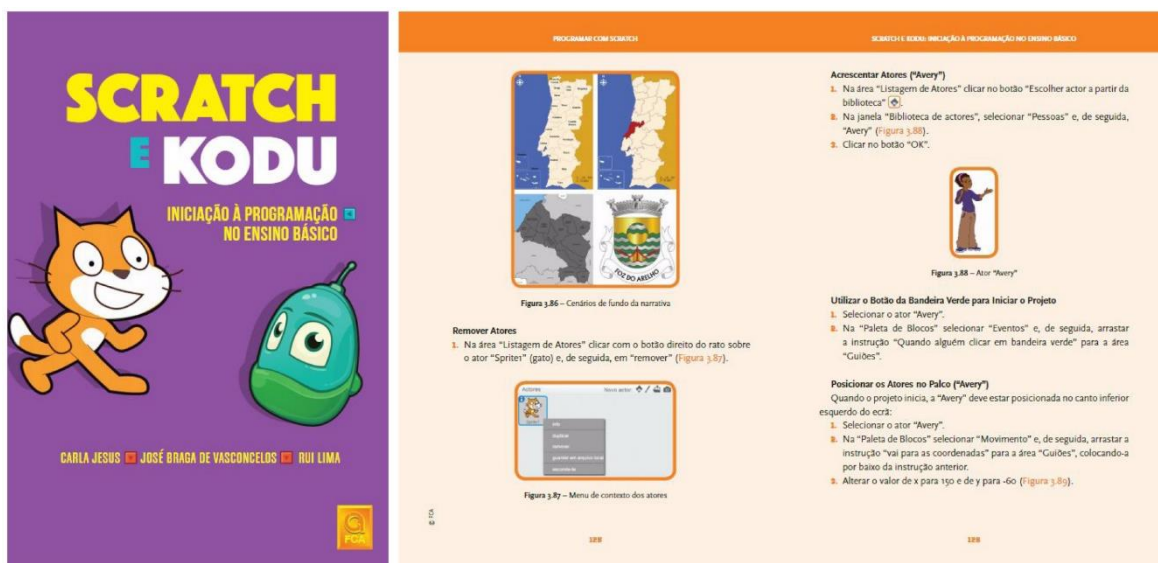 SCRATCH
E KODU
INICIAÇÃO À PROGRAMAÇÃO
NO ENSINO BÁSICO
CARLA JESUS
JOSÉ BRAGA DE VASCONCELOS
RUI LIMA
FCA
PROGRAMAR COM SCRATCH
FOZ DO ARELHO
Figura 3.86 – Cenários de fundo da narrativa
Remover Atores
1. Na área “Listagem de Atores” clicar com o botão direito do rato sobre
o ator “Sprite1” (gato) e, de seguida, em “remover” (Figura 3.87).
Actores
Novo actor
duplicar
remover
guardar em arquivo local
esconde-te
Figura 3.87 – Menu de contexto dos atores
© FCA
SCRATCH E KODU: INICIAÇÃO À PROGRAMAÇÃO NO ENSINO BÁSICO
Acrescentar Atores (“Avery”)
1. Na área “Listagem de Atores” clicar no botão “Escolher actor a partir da
biblioteca” .
2. Na janela “Biblioteca de actores”, selecionar “Pessoas” e, de seguida,
“Avery” (Figura 3.88).
3. Clicar no botão “OK”.
Figura 3.88 – Ator “Avery”
Utilizar o Botão da Bandeira Verde para Iniciar o Projeto
1. Selecionar o ator “Avery”.
2. Na “Paleta de Blocos” selecionar “Eventos” e, de seguida, arrastar
a instrução “Quando alguém clicar em bandeira verde” para a área
“Guiões”.
Posicionar os Atores no Palco (“Avery”)
Quando o projeto inicia, a “Avery” deve estar posicionada no canto inferior
esquerdo do ecrã:
1. Selecionar o ator “Avery”.
2. Na “Paleta de Blocos” selecionar “Movimento” e, de seguida, arrastar a
instrução “vai para as coordenadas” para a área “Guiões”, colocando-a
por baixo da instrução anterior.
3. Alterar o valor de x para 150 e de y para -60 (Figura 3.89).